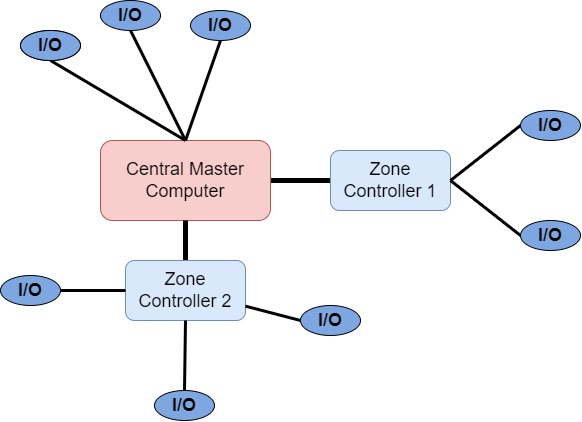 I/O
I/O
I/O
Central Master
Computer
Zone
Controller 1
I/O
I/O
Zone
Controller 2
I/O
I/O
I/O